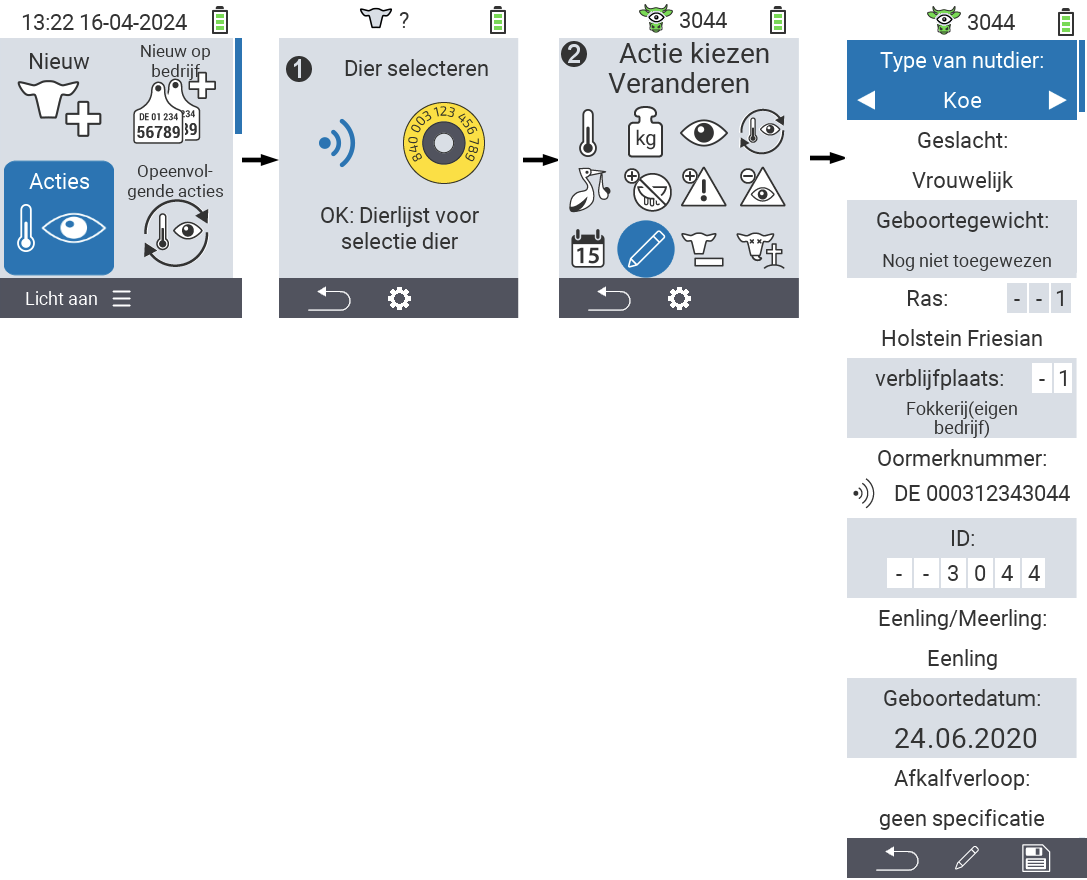 13:22 16-04-2024
Nieuw
Nieuw op
bedrijf
DE 01 234
56789
234
89
Acties
Opeenvol-
gende acties
Licht aan
?
1
Dier selecteren
840 003 123 456 789
OK: Dierlijst voor
selectie dier
3044
2
Actie kiezen
Veranderen
kg
15
3044
Type van nutdier:
Koe
Geslacht:
Vrouwelijk
Geboortegewicht:
Nog niet toegewezen
Ras: - - 1
Holstein Friesian
verblijfplaats: - 1
Fokkerij(eigen
bedrijf)
Oormerknummer:
DE 000312343044
ID:
- - 3 0 4 4
Eenling/Meerling:
Eenling
Geboortedatum:
24.06.2020
Afkalfverloop:
geen specificatie